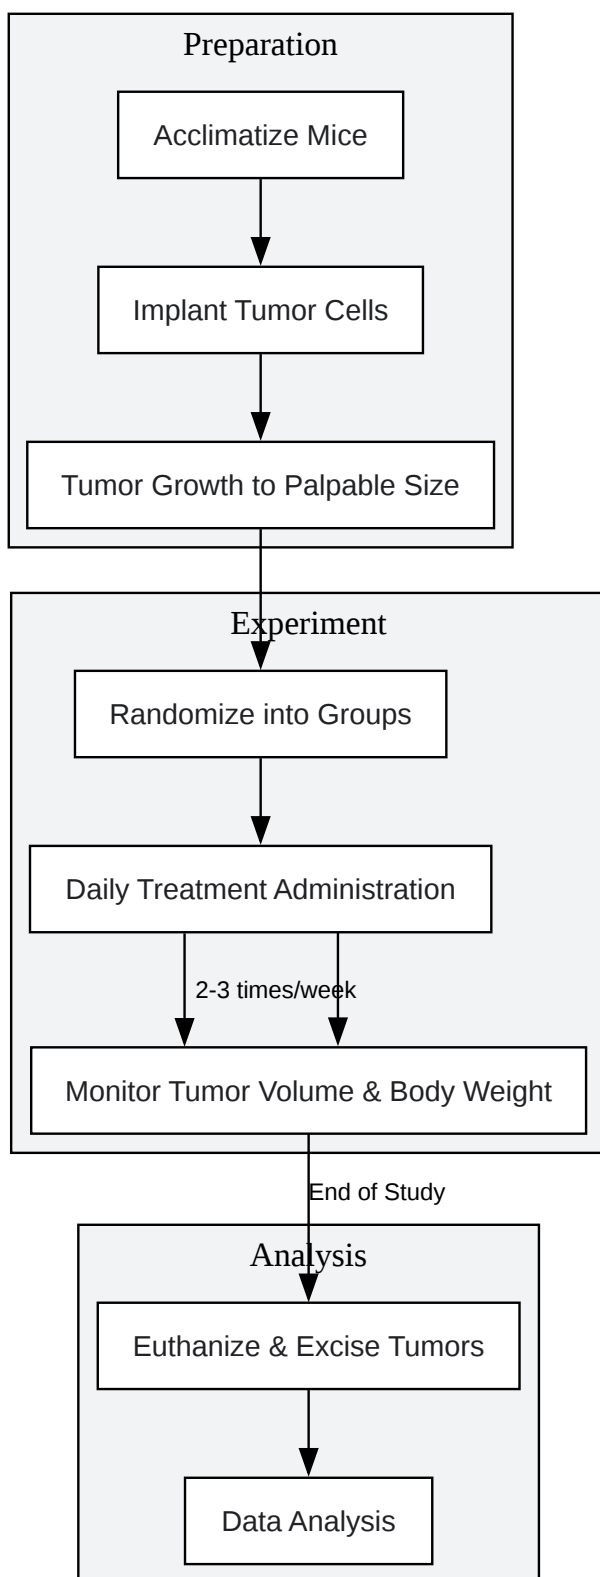 Preparation
Acclimatize Mice
Implant Tumor Cells
Tumor Growth to Palpable Size
Experiment
Randomize into Groups
Daily Treatment Administration
2-3 times/week
Monitor Tumor Volume & Body Weight
End of Study
Analysis
Euthanize & Excise Tumors
Data Analysis